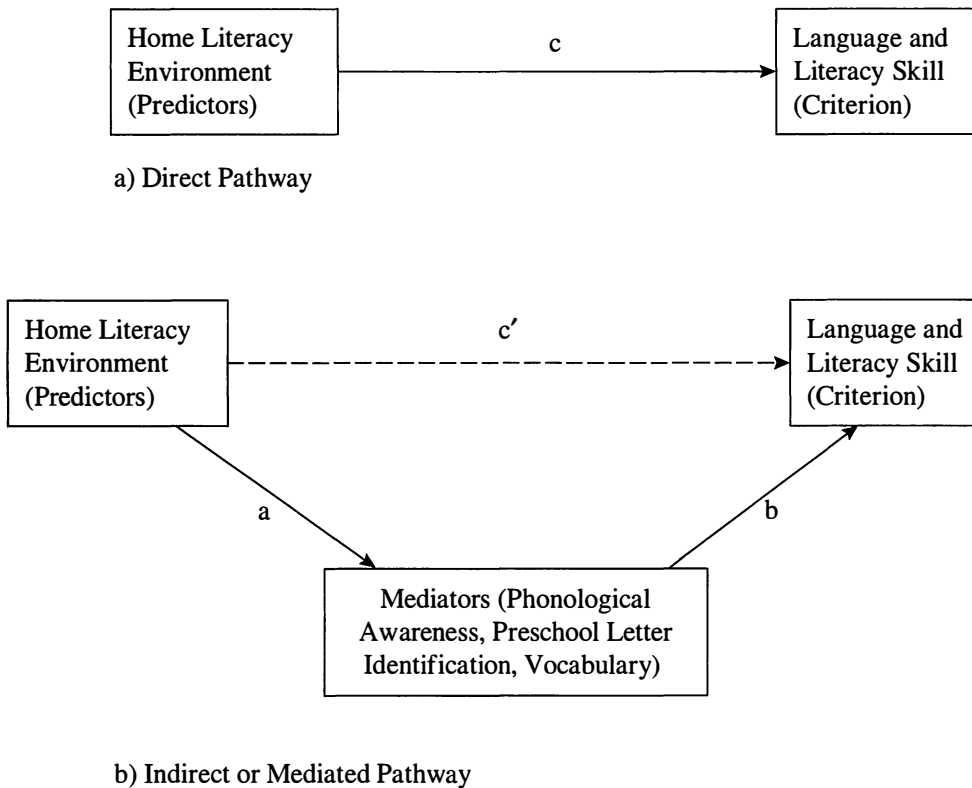 Home Literacy
Environment
(Predictors)
c
Language and
Literacy Skill
(Criterion)
a) Direct Pathway
Home Literacy
Environment
(Predictors)
c′
Language and
Literacy Skill
(Criterion)
a
b
Mediators (Phonological
Awareness, Preschool Letter
Identification, Vocabulary)
b) Indirect or Mediated Pathway